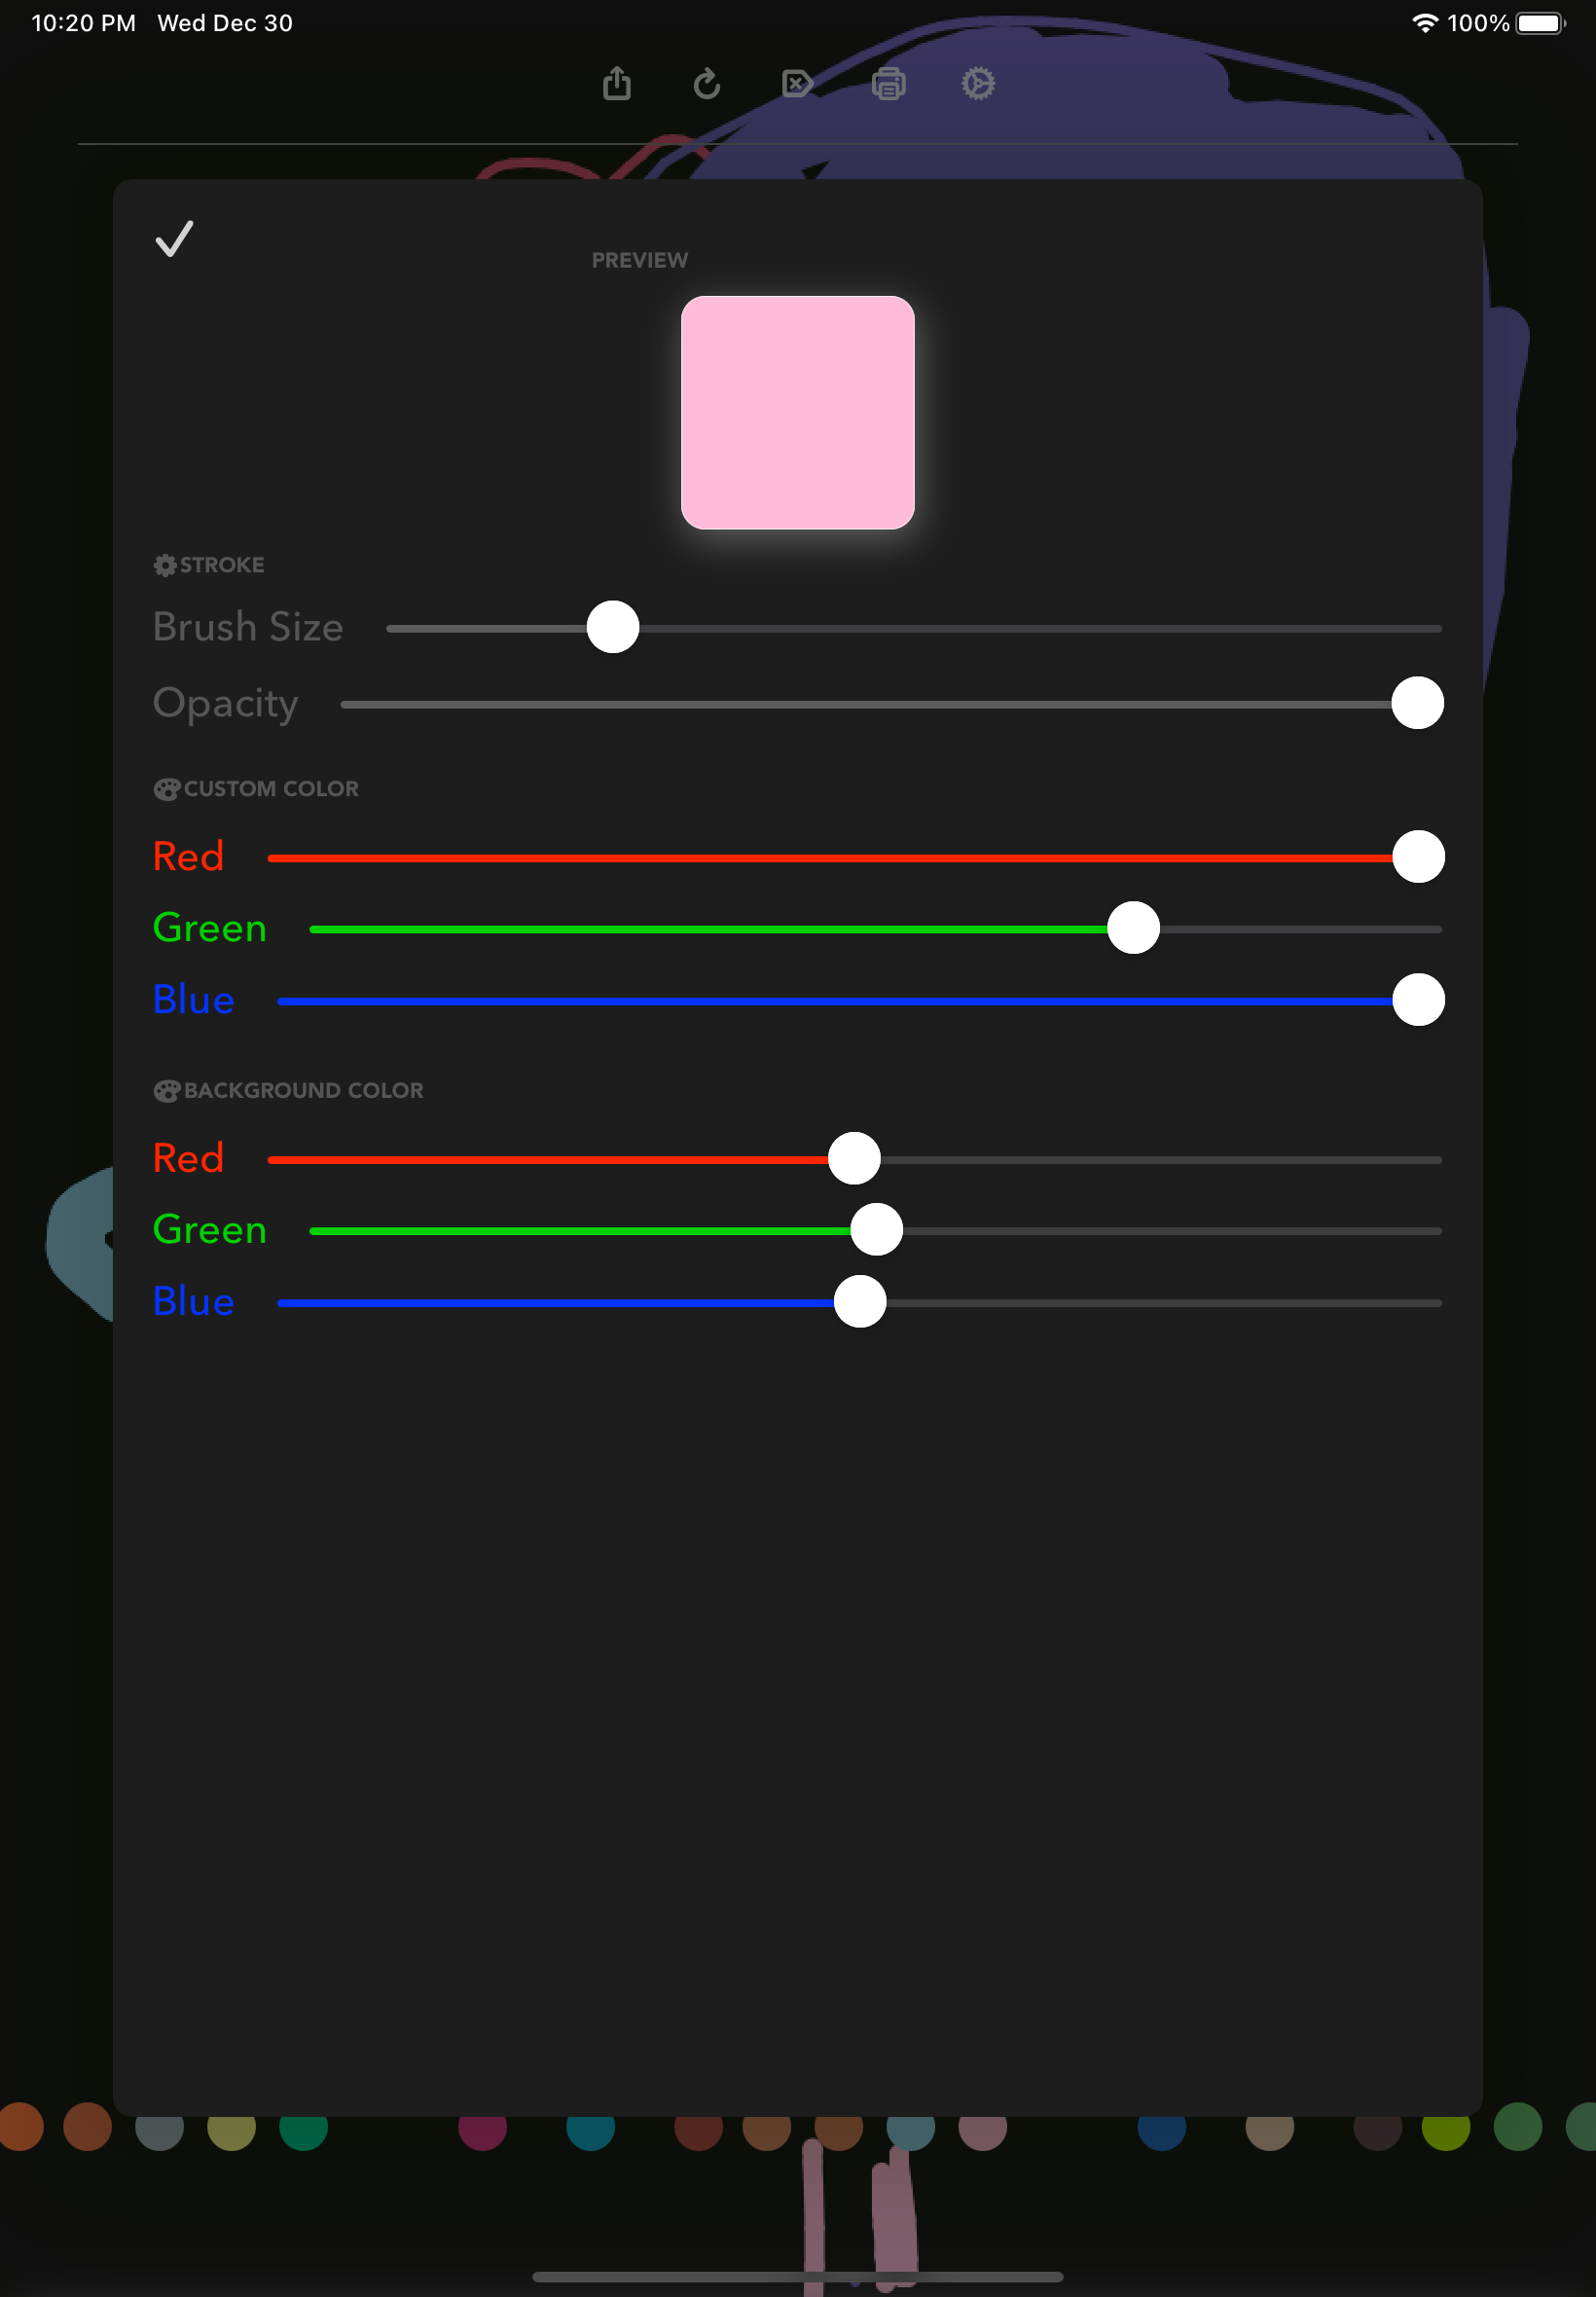 10:20 PM Wed Dec 30 100%
PREVIEW
STROKE
Brush Size
Opacity
CUSTOM COLOR
Red
Green
Blue
BACKGROUND COLOR
Red
Green
Blue